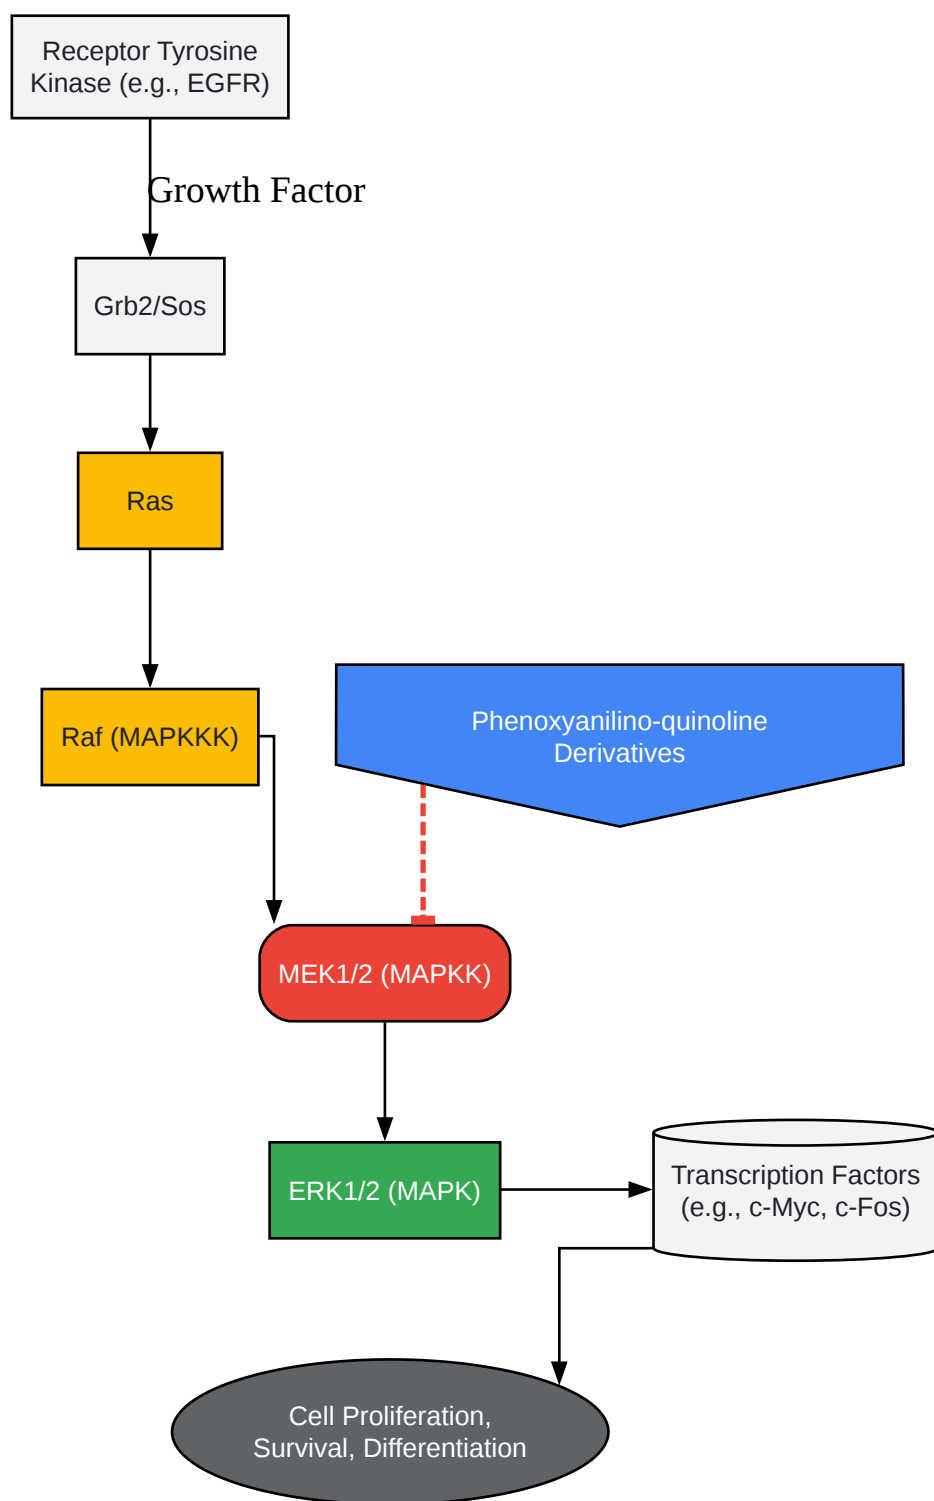 Receptor Tyrosine
Kinase (e.g., EGFR)
Growth Factor
Grb2/Sos
Ras
Raf (MAPKKK)
Phenoxyanilino-quinoline
Derivatives
MEK1/2 (MAPKK)
ERK1/2 (MAPK)
Transcription Factors
(e.g., c-Myc, c-Fos)
Cell Proliferation,
Survival, Differentiation